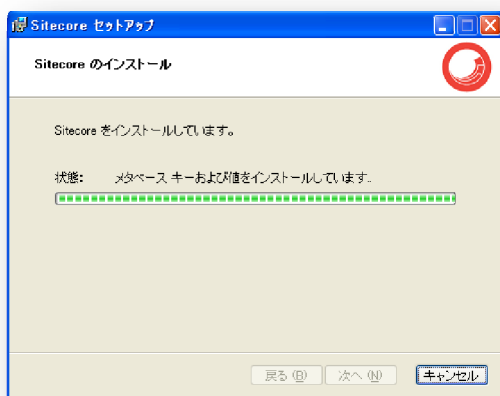 Sitecore セットアップ
Sitecore のインストール
Sitecore をインストールしています。
状態: メタベース キーおよび値をインストールしています..
戻る (B) 次へ (N) キャンセル